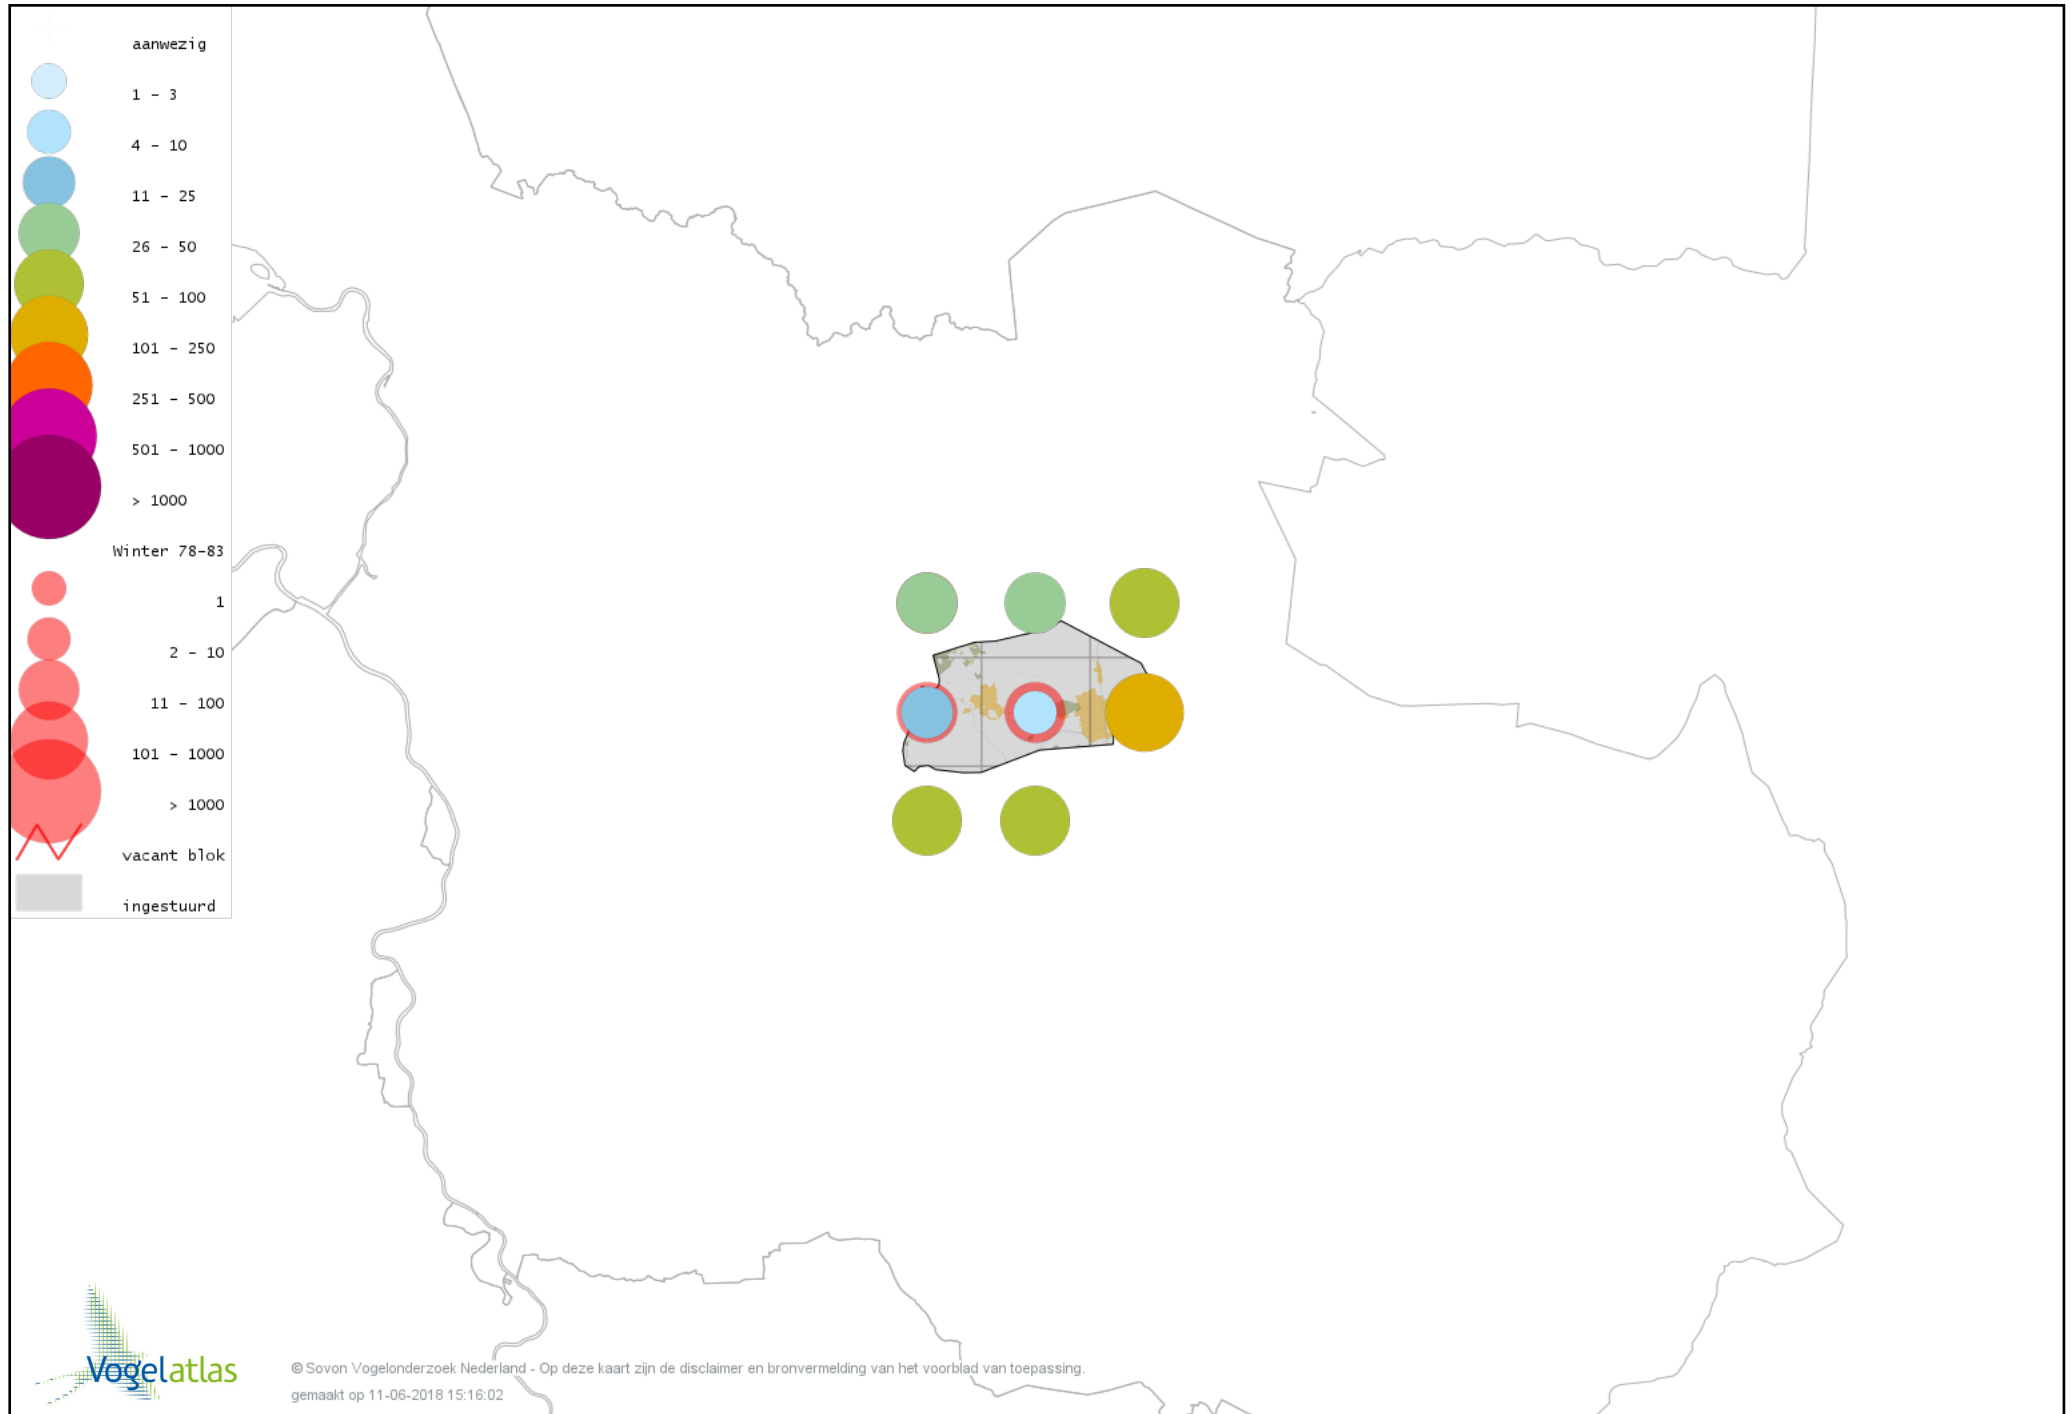 aanwezig
1 - 3
4 - 10
11 - 25
26 - 50
51 - 100
101 - 250
251 - 500
501 - 1000
> 1000
Winter 78-83
1
2 - 10
11 - 100
101 - 1000
> 1000
vacant blok
ingestuurd
Vogelatlas
© Sovon Vogelonderzoek Nederland - Op deze kaart zijn de disclaimer en bronvermelding van het voorblad van toepassing.
gemaakt op 11-06-2018 15:16:02